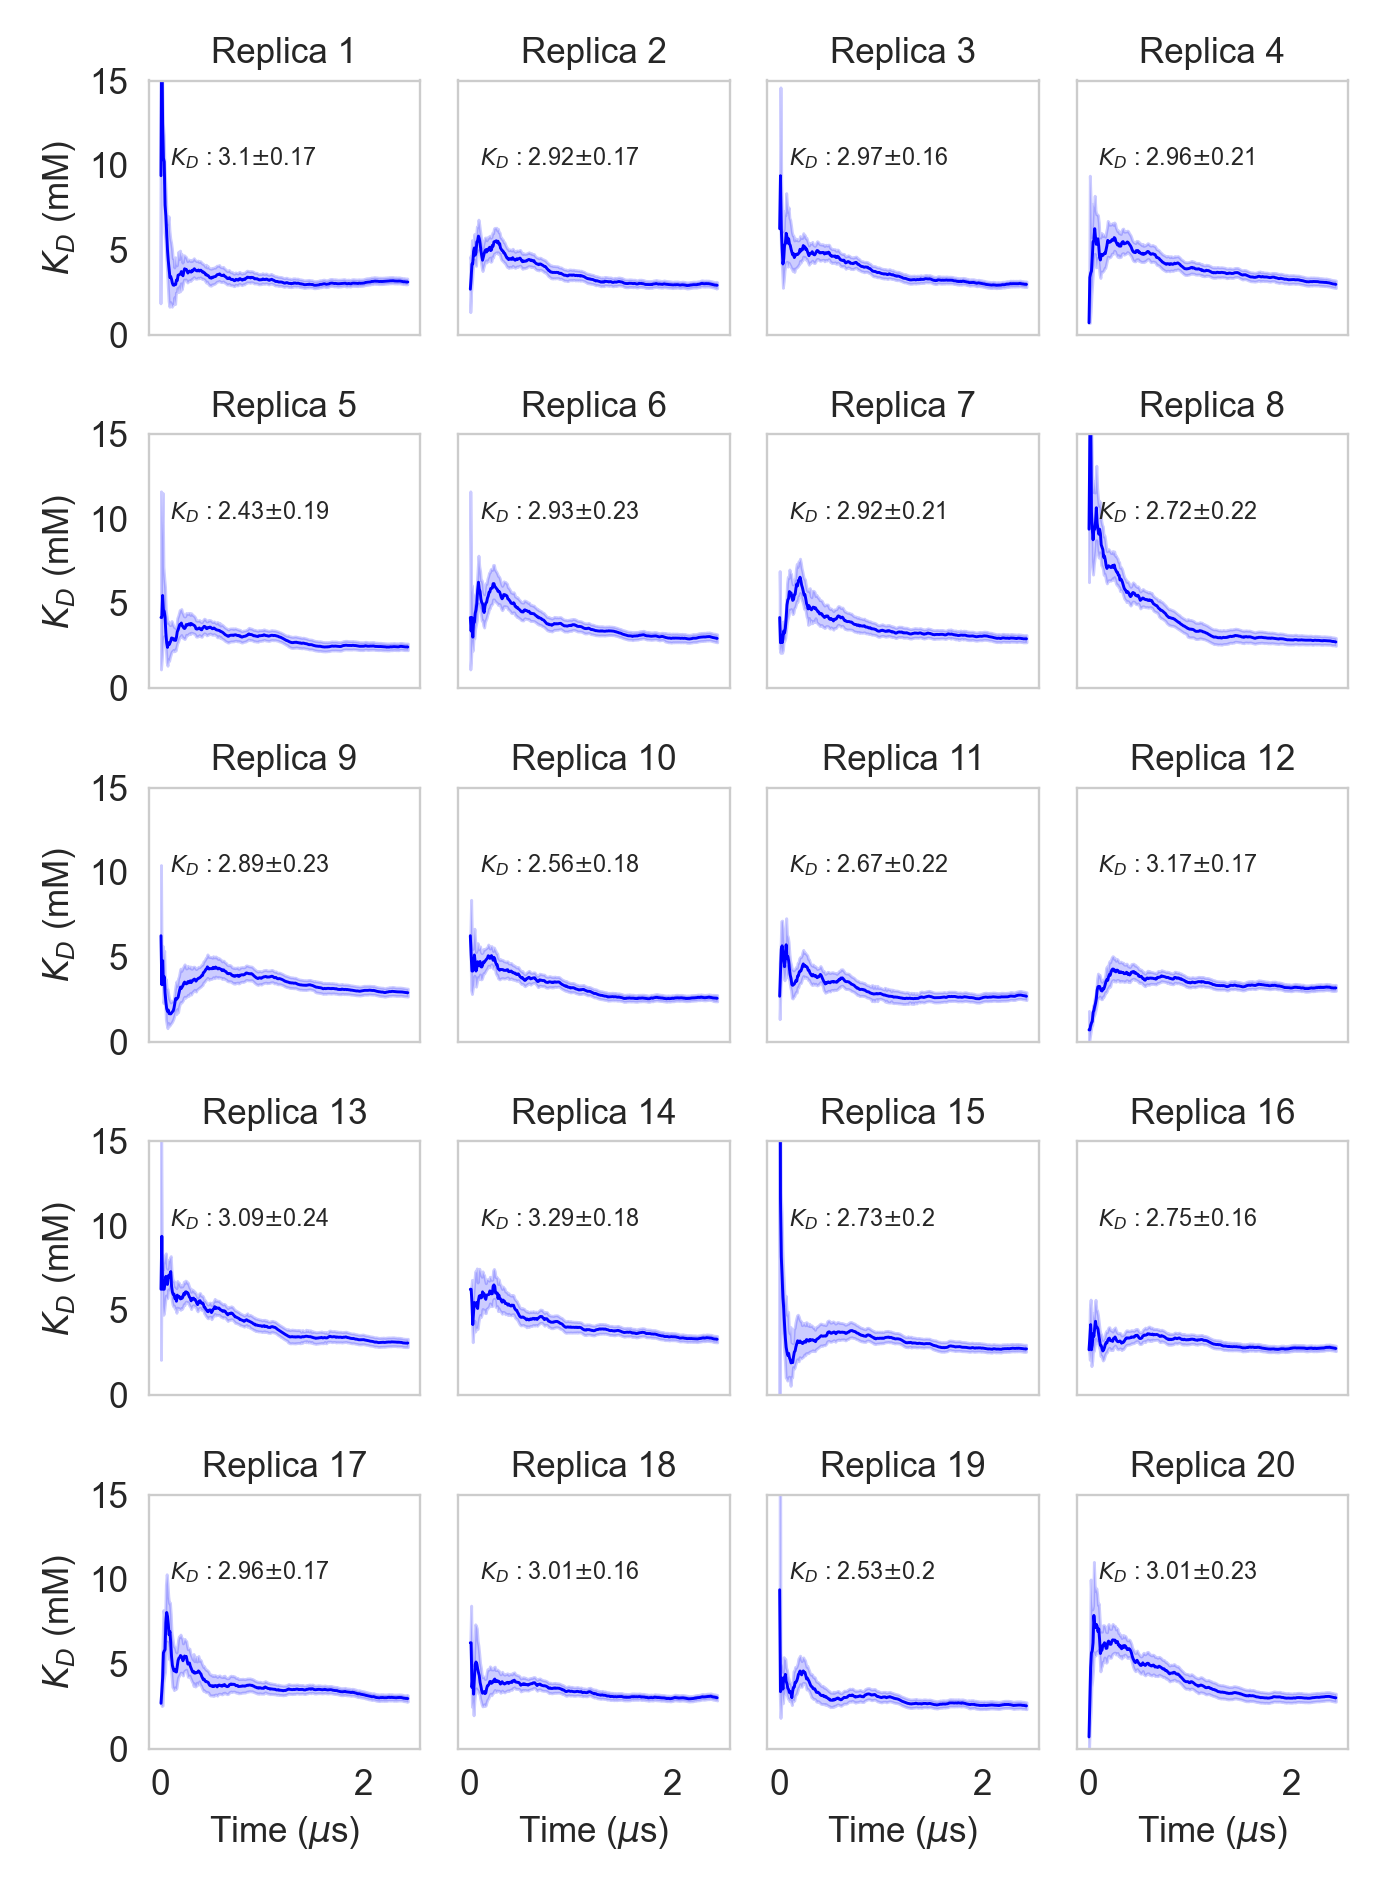 Replica 1 Replica 2 Replica 3 Replica 4
15
10
5
0
K_D (mM)
K_D : 3.1±0.17 K_D : 2.92±0.17 K_D : 2.97±0.16 K_D : 2.96±0.21
Replica 5 Replica 6 Replica 7 Replica 8
15
10
5
0
K_D (mM)
K_D : 2.43±0.19 K_D : 2.93±0.23 K_D : 2.92±0.21 K_D : 2.72±0.22
Replica 9 Replica 10 Replica 11 Replica 12
15
10
5
0
K_D (mM)
K_D : 2.89±0.23 K_D : 2.56±0.18 K_D : 2.67±0.22 K_D : 3.17±0.17
Replica 13 Replica 14 Replica 15 Replica 16
15
10
5
0
K_D (mM)
K_D : 3.09±0.24 K_D : 3.29±0.18 K_D : 2.73±0.2 K_D : 2.75±0.16
Replica 17 Replica 18 Replica 19 Replica 20
15
10
5
0
K_D (mM)
K_D : 2.96±0.17 K_D : 3.01±0.16 K_D : 2.53±0.2 K_D : 3.01±0.23
0 2 0 2 0 2 0 2
Time (μs) Time (μs) Time (μs) Time (μs)